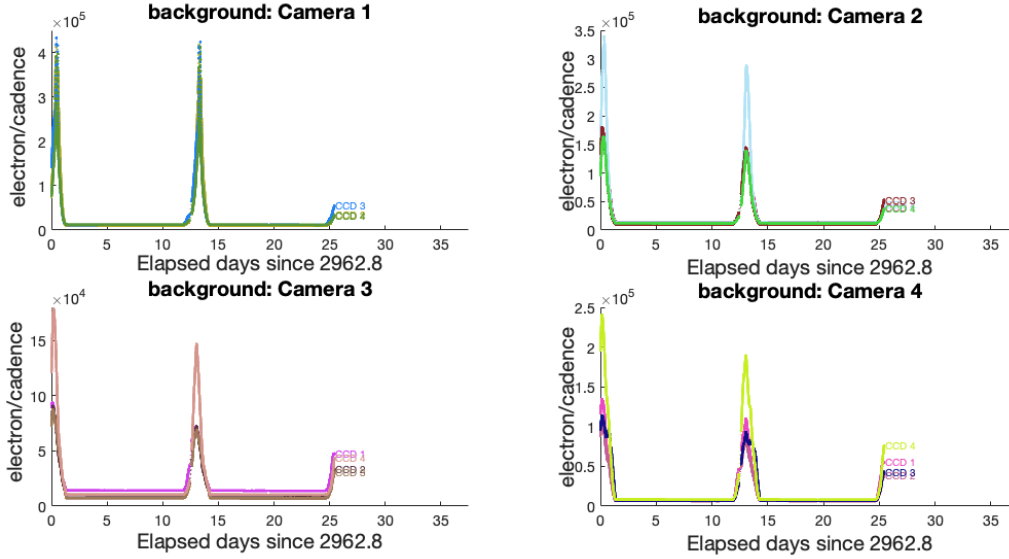 background: Camera 1
×10⁵
electron/cadence
4
3
2
1
0
0 5 10 15 20 25 30 35
CCD 3
Elapsed days since 2962.8
background: Camera 2
×10⁵
electron/cadence
3.5
3
2.5
2
1.5
1
0.5
0
0 5 10 15 20 25 30 35
CCD 3
CCD 4
Elapsed days since 2962.8
background: Camera 3
×10⁴
electron/cadence
15
10
5
0
0 5 10 15 20 25 30 35
CCD 1
CCD 4
Elapsed days since 2962.8
background: Camera 4
×10⁵
electron/cadence
2.5
2
1.5
1
0.5
0
0 5 10 15 20 25 30 35
CCD 4
CCD 1
CCD 3
Elapsed days since 2962.8